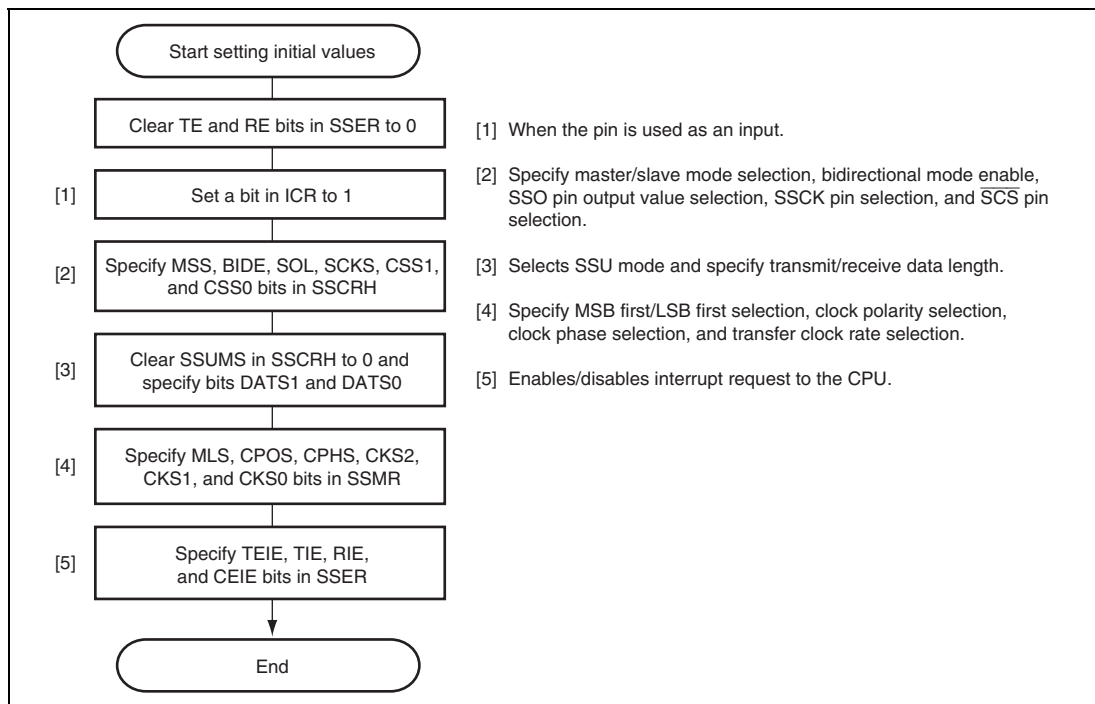 Start setting initial values
Clear TE and RE bits in SSER to 0
[1] Set a bit in ICR to 1
[2] Specify MSS, BIDE, SOL, SCKS, CSS1,
and CSS0 bits in SSCRH
[3] Clear SSUMS in SSCRH to 0 and
specify bits DATS1 and DATS0
[4] Specify MLS, CPOS, CPHS, CKS2,
CKS1, and CKS0 bits in SSMR
[5] Specify TEIE, TIE, RIE,
and CEIE bits in SSER
End
[1] When the pin is used as an input.
[2] Specify master/slave mode selection, bidirectional mode enable,
SSO pin output value selection, SSCK pin selection, and SCS pin
selection.
[3] Selects SSU mode and specify transmit/receive data length.
[4] Specify MSB first/LSB first selection, clock polarity selection,
clock phase selection, and transfer clock rate selection.
[5] Enables/disables interrupt request to the CPU.